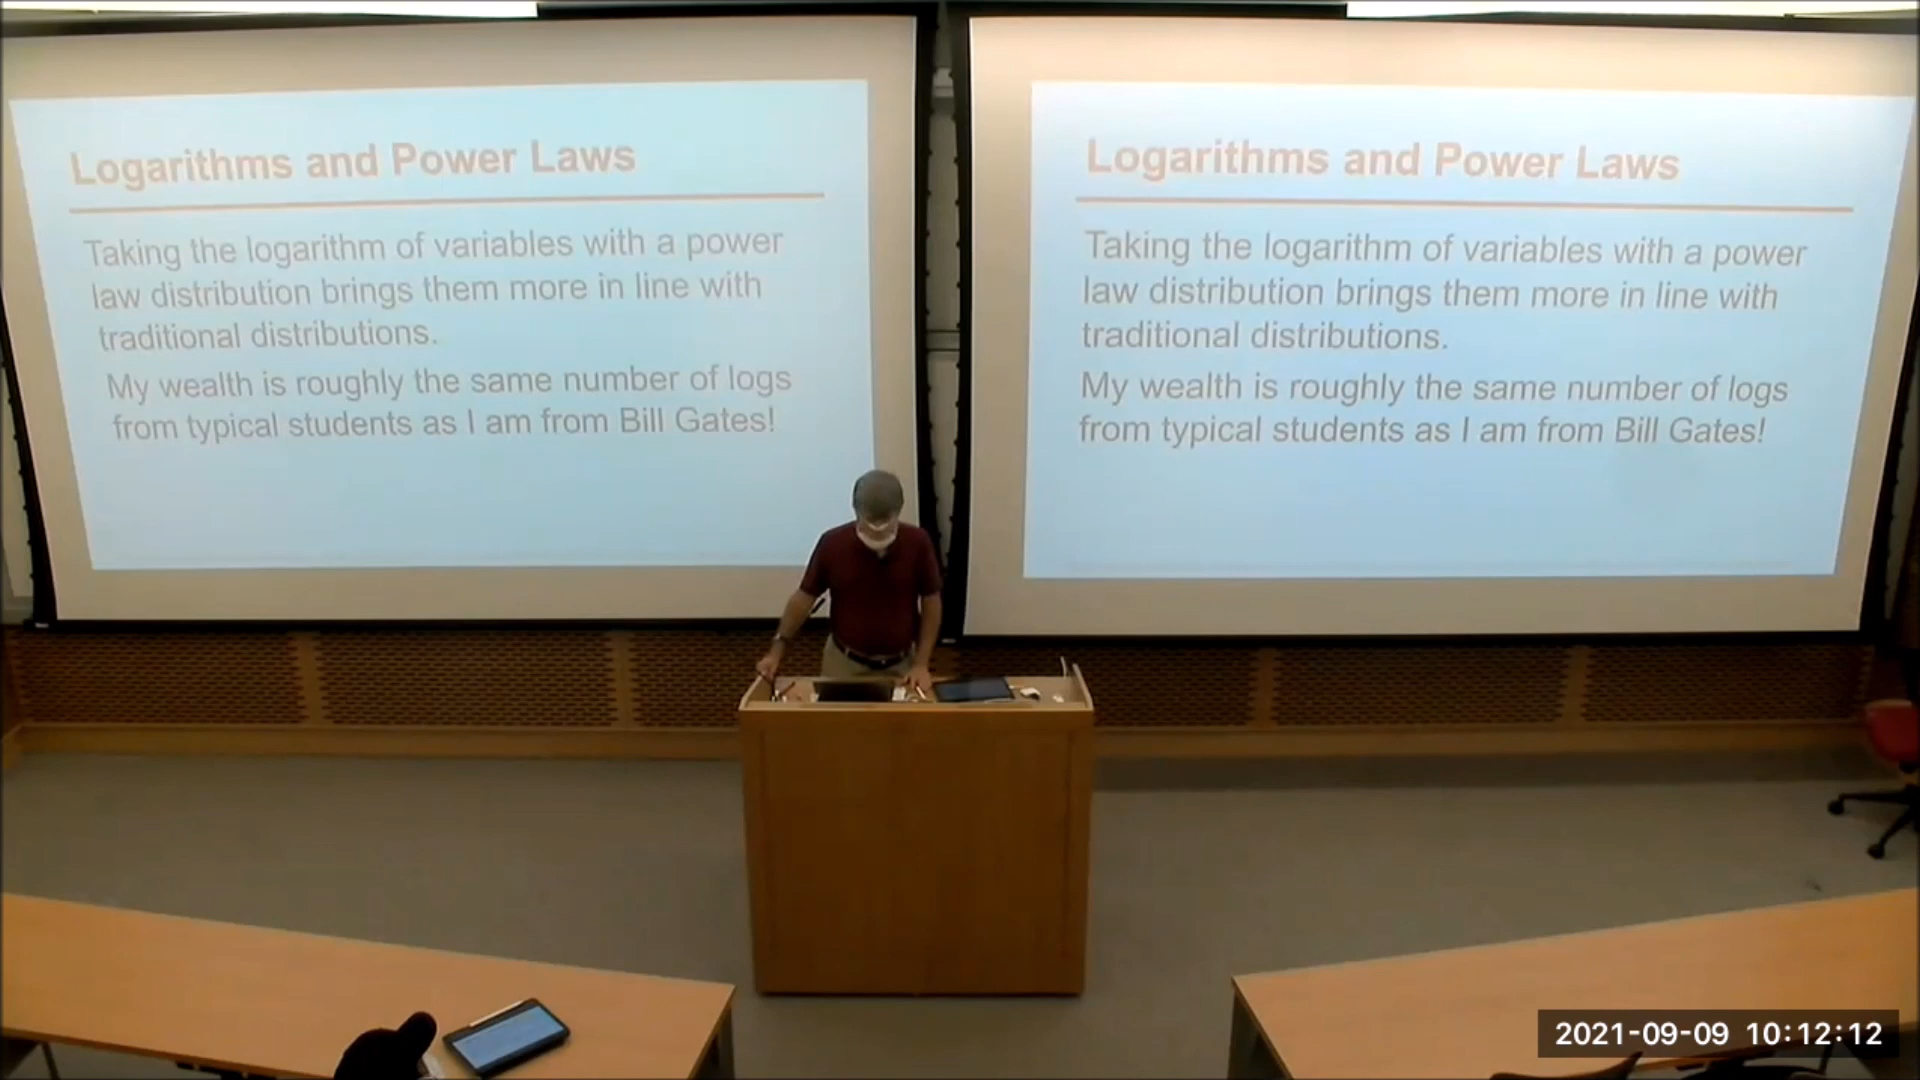 Logarithms and Power Laws
Taking the logarithm of variables with a power
law distribution brings them more in line with
traditional distributions.
My wealth is roughly the same number of logs
from typical students as I am from Bill Gates!
Logarithms and Power Laws
Taking the logarithm of variables with a power
law distribution brings them more in line with
traditional distributions.
My wealth is roughly the same number of logs
from typical students as I am from Bill Gates!
2021-09-09 10:12:12